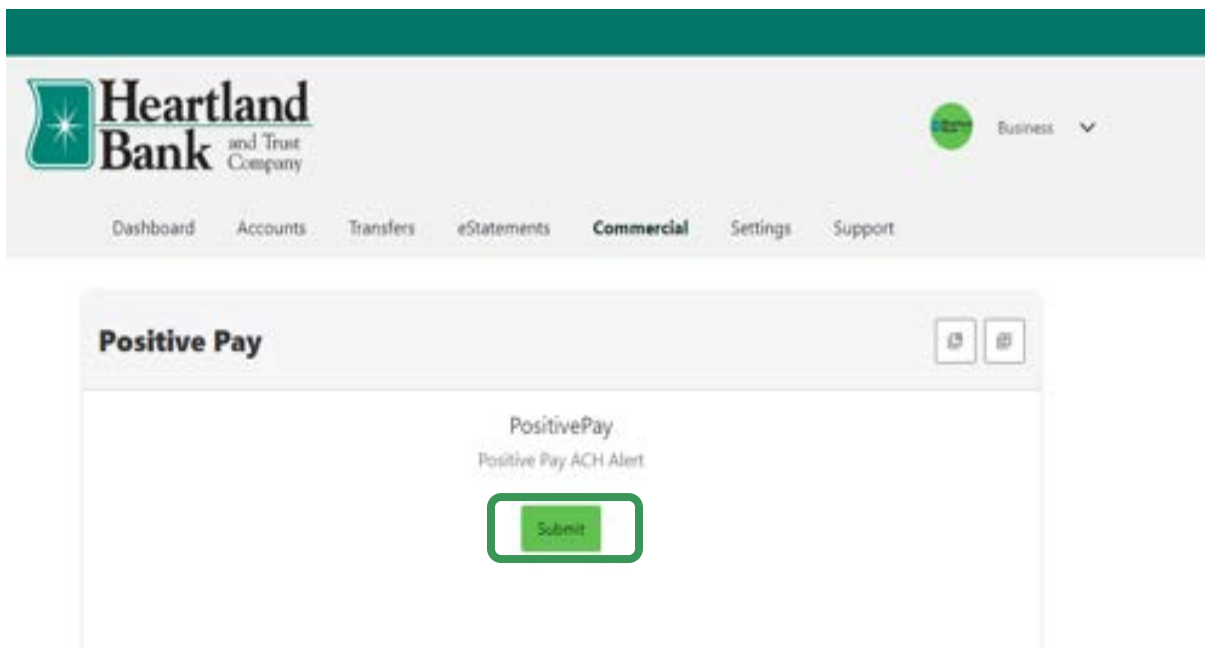 Heartland
Bank and Trust
Company
Business
Dashboard Accounts Transfers eStatements Commercial Settings Support
Positive Pay
PositivePay
Positive Pay ACH Alert
Submit